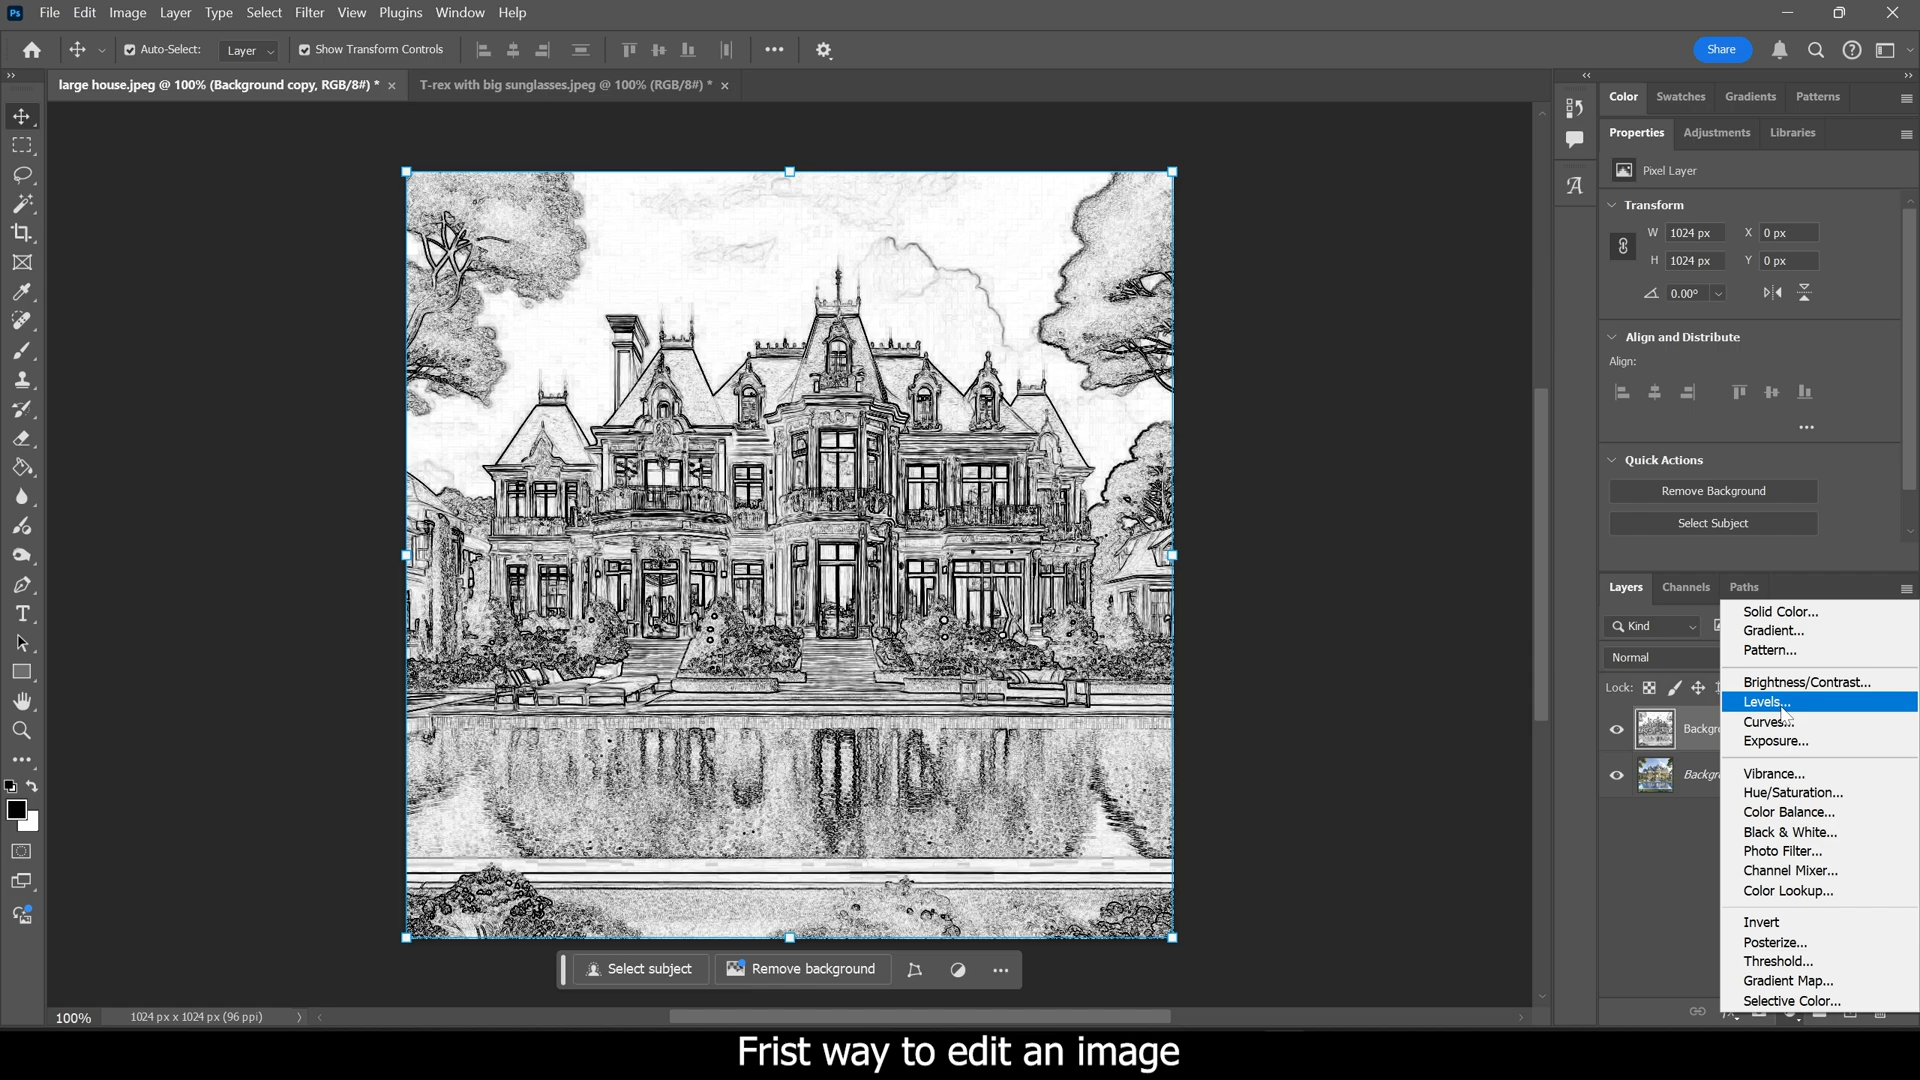 Ps File Edit Image Layer Type Select Filter View Plugins Window Help
Auto-Select: Layer Show Transform Controls Share
large house.jpeg @ 100% (Background copy, RGB/8#) * T-rex with big sunglasses.jpeg @ 100% (RGB/8#) *
Color Swatches Gradients Patterns
Properties Adjustments Libraries
Pixel Layer
Transform
W 1024 px X 0 px
H 1024 px Y 0 px
0.00°
Align and Distribute
Align:
Quick Actions
Remove Background
Select Subject
Layers Channels Paths
Kind
Normal
Lock:
Solid Color...
Gradient...
Pattern...
Brightness/Contrast...
Levels...
Curves...
Exposure...
Vibrance...
Hue/Saturation...
Color Balance...
Black & White...
Photo Filter...
Channel Mixer...
Color Lookup...
Invert
Posterize...
Threshold...
Gradient Map...
Selective Color...
Select subject Remove background
100% 1024 px x 1024 px (96 ppi)
Frist way to edit an image